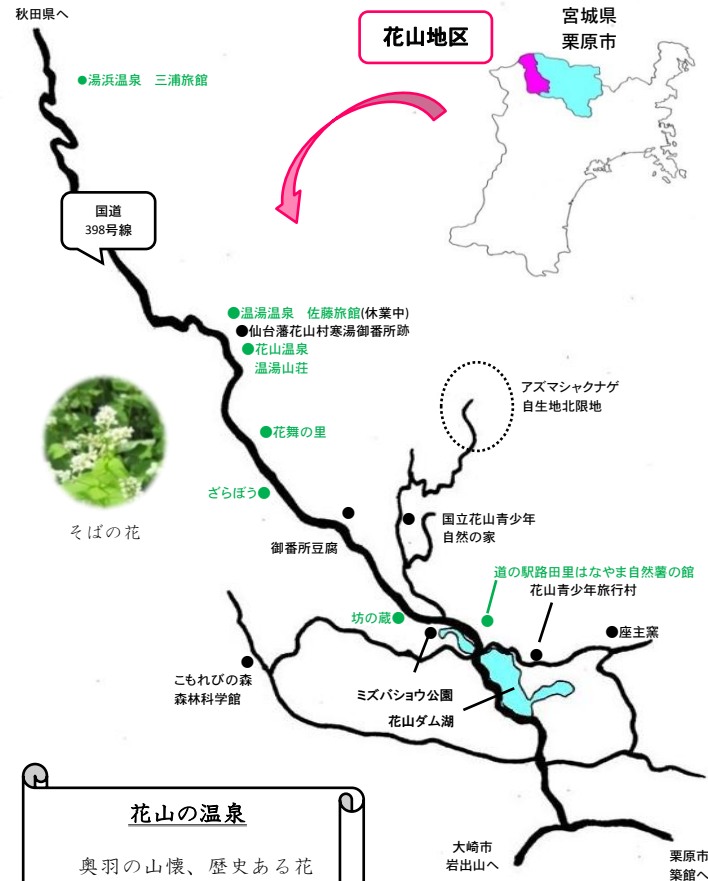 秋田県へ
宮城県
栗原市
花山地区
●湯浜温泉 三浦旅館
国道
398号線
●温湯温泉 佐藤旅館(休業中)
●仙台藩花山村寒湯御番所跡
●花山温泉
温湯山荘
アズマシャクナゲ
自生地北限地
●花舞の里
ざらぼう●
そばの花
御番所豆腐
国立花山青少年
自然の家
道の駅路田里はなやま自然薯の館
花山青少年旅行村
坊の蔵●
●座主窯
こもれびの森
森林科学館
ミズバショウ公園
花山ダム湖
花山の温泉
奥羽の山懐、歴史ある花
大崎市
岩出山へ
栗原市
築館へ